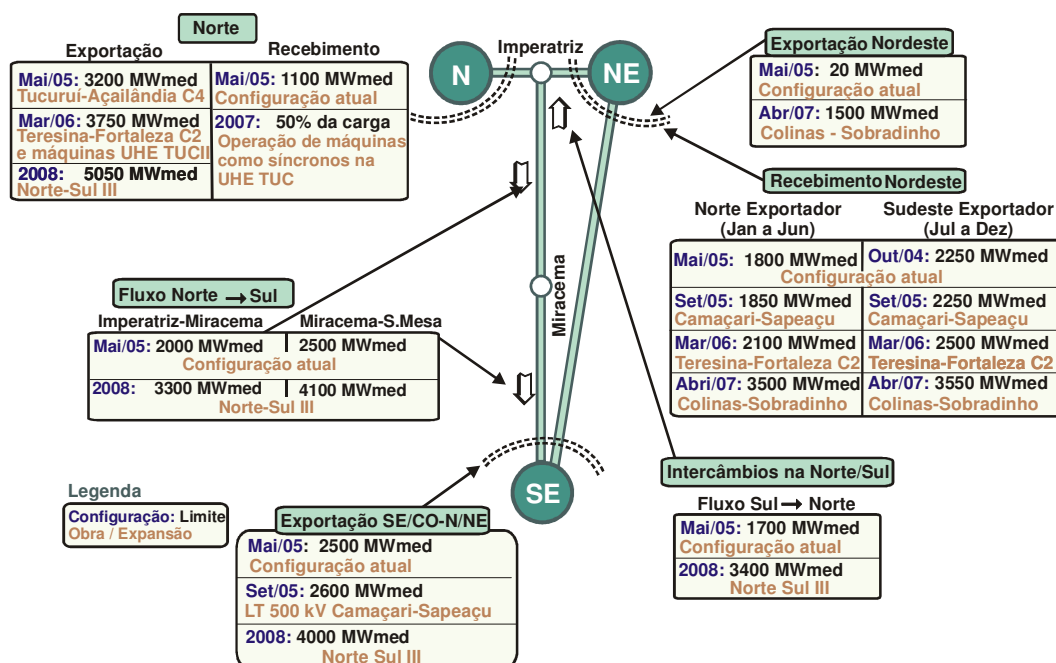 Norte
Exportação
Recebimento
Mai/05: 3200 MWmed
Tucuruí-Açailândia C4
Mar/06: 3750 MWmed
Teresina-Fortaleza C2
e máquinas UHE TUCII
2008: 5050 MWmed
Norte-Sul III
Mai/05: 1100 MWmed
Configuração atual
2007: 50% da carga
Operação de máquinas
como síncronos na
UHE TUC
Imperatriz
N
NE
Exportação Nordeste
Mai/05: 20 MWmed
Configuração atual
Abr/07: 1500 MWmed
Colinas - Sobradinho
Recebimento Nordeste
Norte Exportador
(Jan a Jun)
Sudeste Exportador
(Jul a Dez)
Mai/05: 1800 MWmed
Out/04: 2250 MWmed
Configuração atual
Set/05: 1850 MWmed
Camaçari-Sapeaçu
Set/05: 2250 MWmed
Camaçari-Sapeaçu
Mar/06: 2100 MWmed
Teresina-Fortaleza C2
Mar/06: 2500 MWmed
Teresina-Fortaleza C2
Abri/07: 3500 MWmed
Colinas-Sobradinho
Abr/07: 3550 MWmed
Colinas-Sobradinho
Fluxo Norte → Sul
Imperatriz-Miracema
Miracema-S.Mesa
Mai/05: 2000 MWmed
2500 MWmed
Configuração atual
2008: 3300 MWmed
4100 MWmed
Norte-Sul III
Miracema
SE
Legenda
Configuração: Limite
Obra / Expansão
Exportação SE/CO-N/NE
Mai/05: 2500 MWmed
Configuração atual
Set/05: 2600 MWmed
LT 500 kV Camaçari-Sapeaçu
2008: 4000 MWmed
Norte Sul III
Intercâmbios na Norte/Sul
Fluxo Sul → Norte
Mai/05: 1700 MWmed
Configuração atual
2008: 3400 MWmed
Norte Sul III